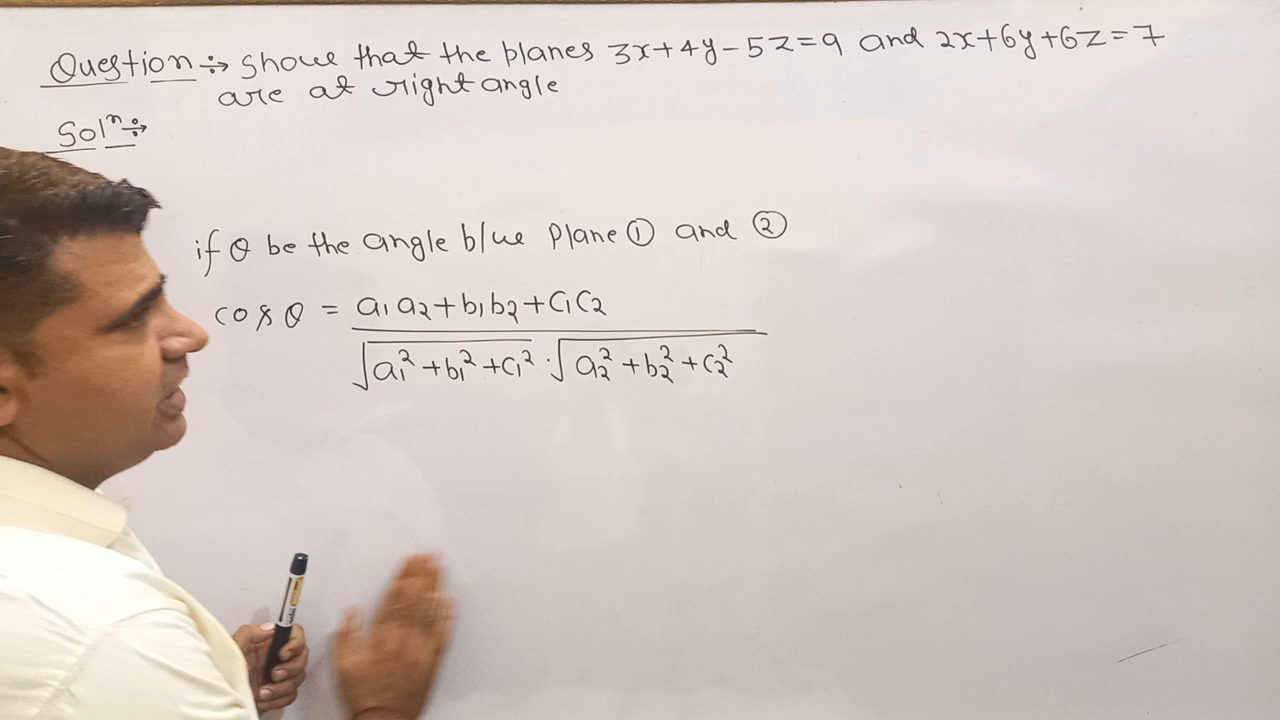 Question ÷> Show that the planes 3x+4y-5z=9 and 2x+6y+6z=7
are at right angle
Solⁿ ÷>
if θ be the angle b/w Plane ① and ②
cos θ = a₁a₂+b₁b₂+c₁c₂
√a₁²+b₁²+c₁² · √a₂²+b₂²+c₂²